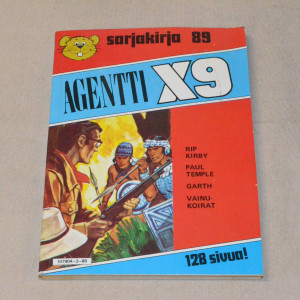 sarjakirja 89
AGENTTI X9
RIP
KIRBY
PAUL
TEMPLE
GARTH
VAINU-
KOIRAT
128 sivua!